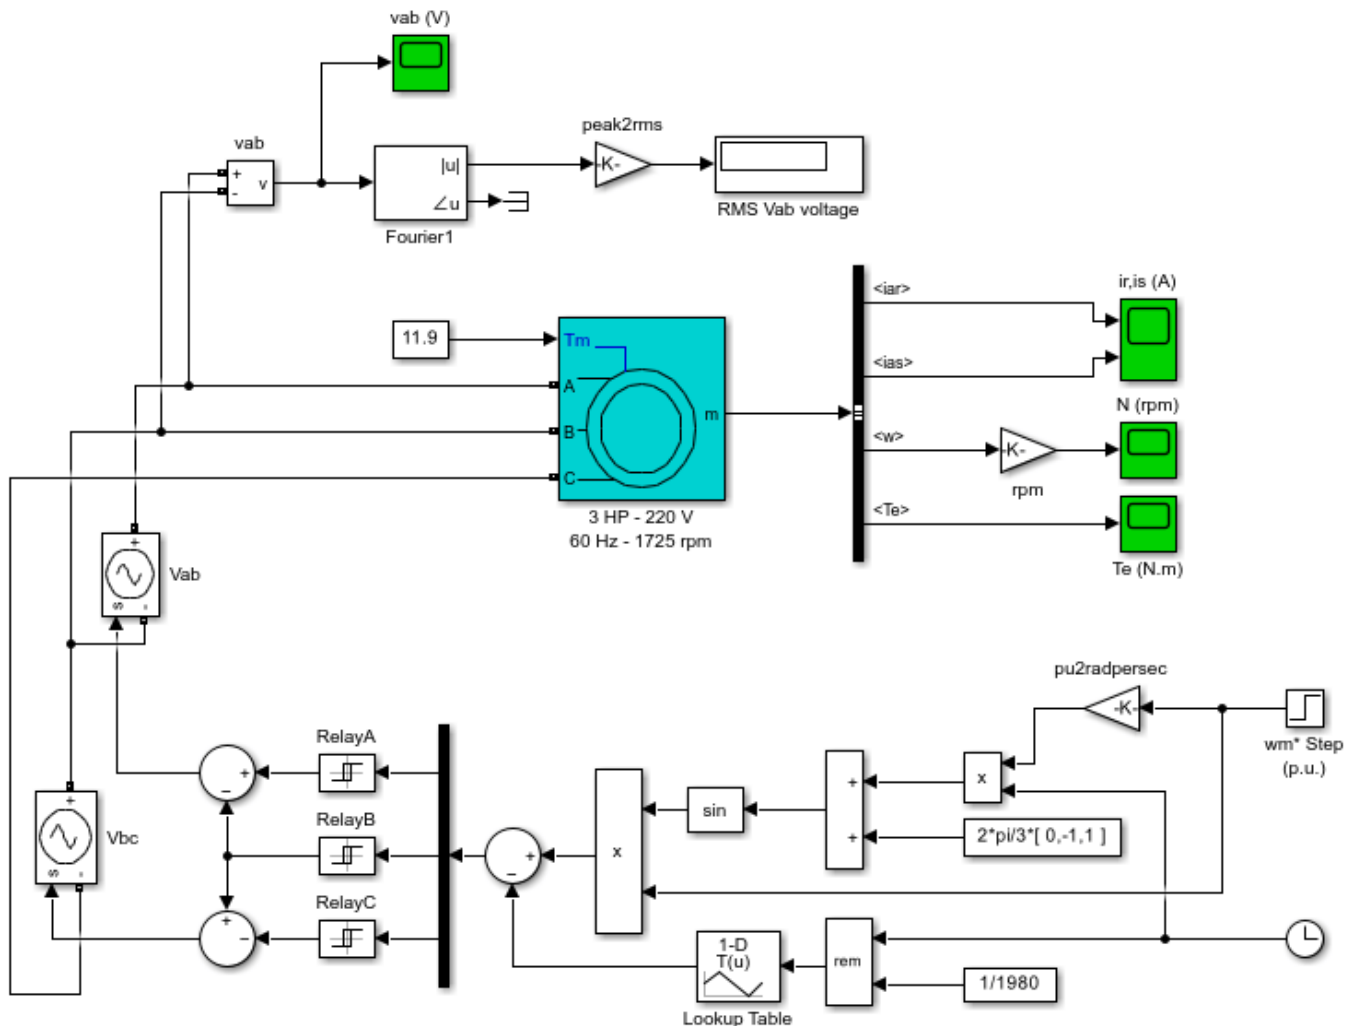 vab (V)
peak2rms
vab
+
-
v
|u|
∠u
-K-
RMS Vab voltage
Fourier1
<iar>
ir,is (A)
11.9
Tm
<ias>
A
m
N (rpm)
B
<w>
-K-
C
rpm
3 HP - 220 V
60 Hz - 1725 rpm
<Te>
Te (N.m)
+
Vab
s
-
pu2radpersec
-K-
wm* Step
(p.u.)
RelayA
+
-
x
+
sin
+
2*pi/3*[ 0,-1,1 ]
+
Vbc
s
-
RelayB
+
-
x
RelayC
+
-
1-D
T(u)
rem
1/1980
Lookup Table